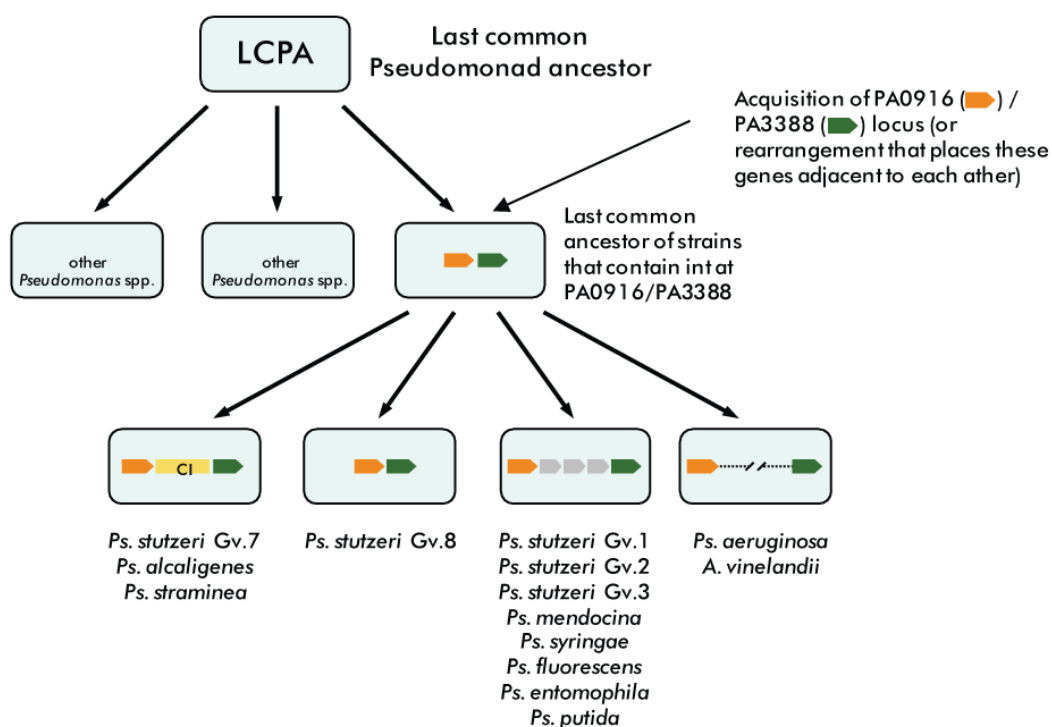 LCPA
Last common
Pseudomonad ancestor
Acquisition of PA0916 ( ) /
PA3388 ( ) locus (or
rearrangement that places these
genes adjacent to each ather)
other
Pseudomonas spp.
other
Pseudomonas spp.
Last common
ancestor of strains
that contain int at
PA0916/PA3388
CI
Ps. stutzeri Gv.7
Ps. alcaligenes
Ps. straminea
Ps. stutzeri Gv.8
Ps. stutzeri Gv.1
Ps. stutzeri Gv.2
Ps. stutzeri Gv.3
Ps. mendocina
Ps. syringae
Ps. fluorescens
Ps. entomophila
Ps. putida
Ps. aeruginosa
A. vinelandii